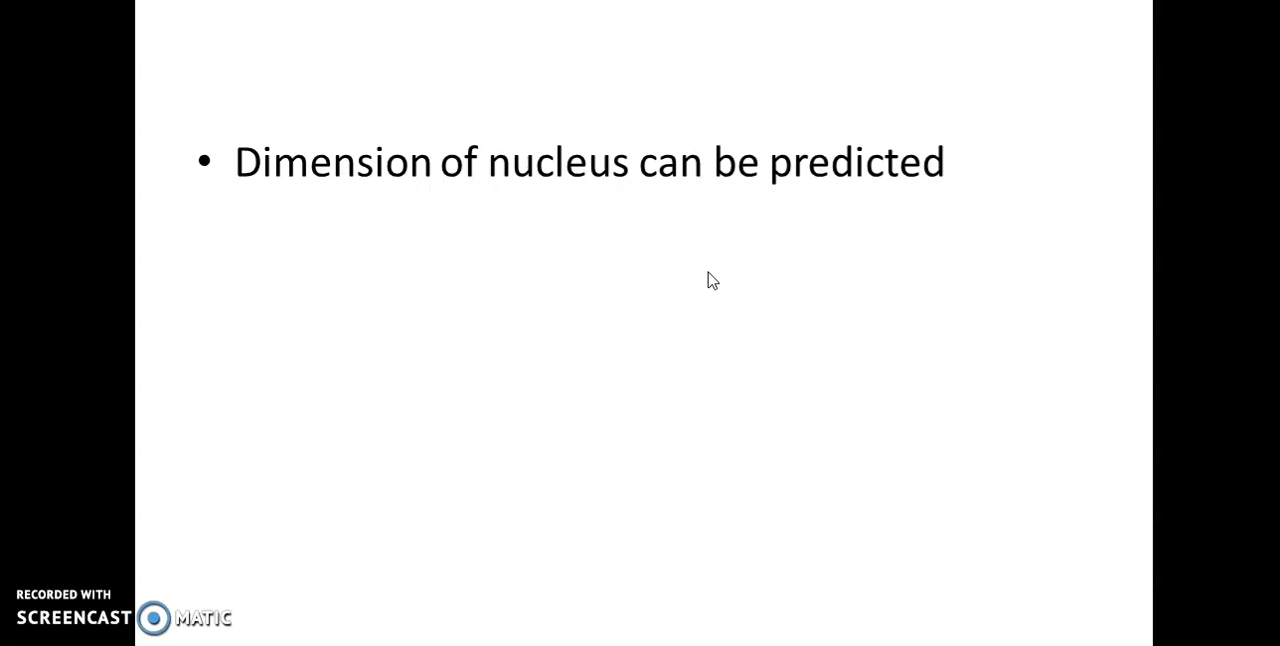 • Dimension of nucleus can be predicted
RECORDED WITH
SCREENCAST MATIC